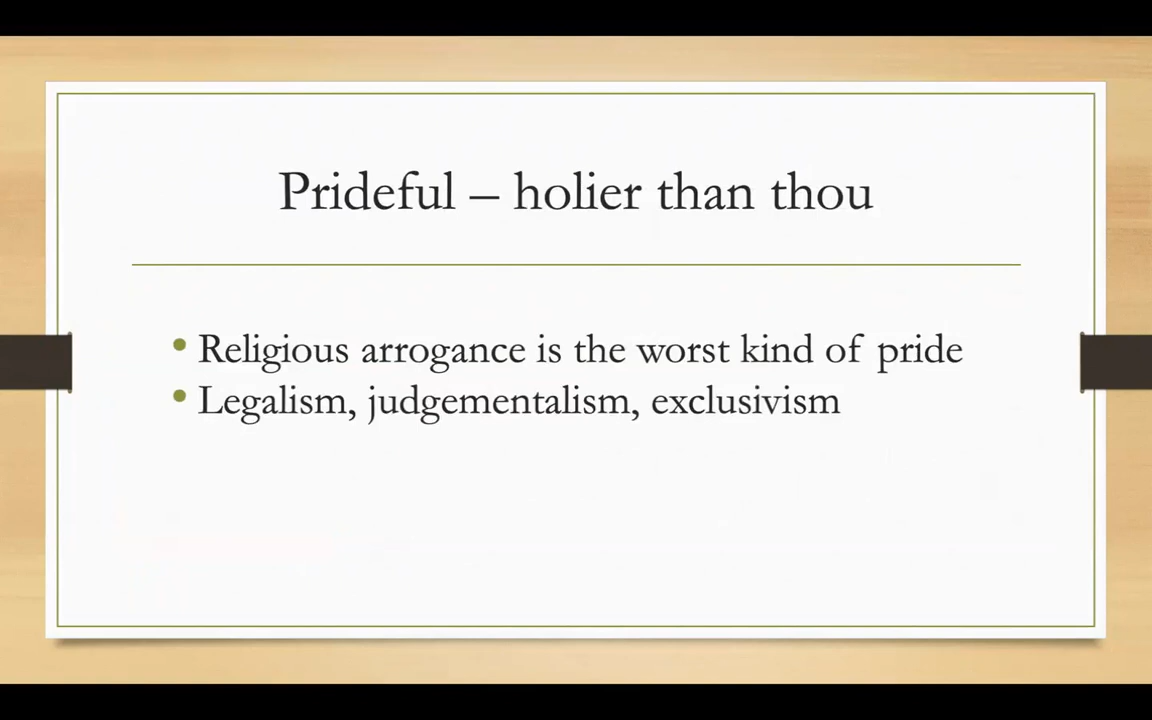 Prideful – holier than thou
• Religious arrogance is the worst kind of pride
• Legalism, judgementalism, exclusivism